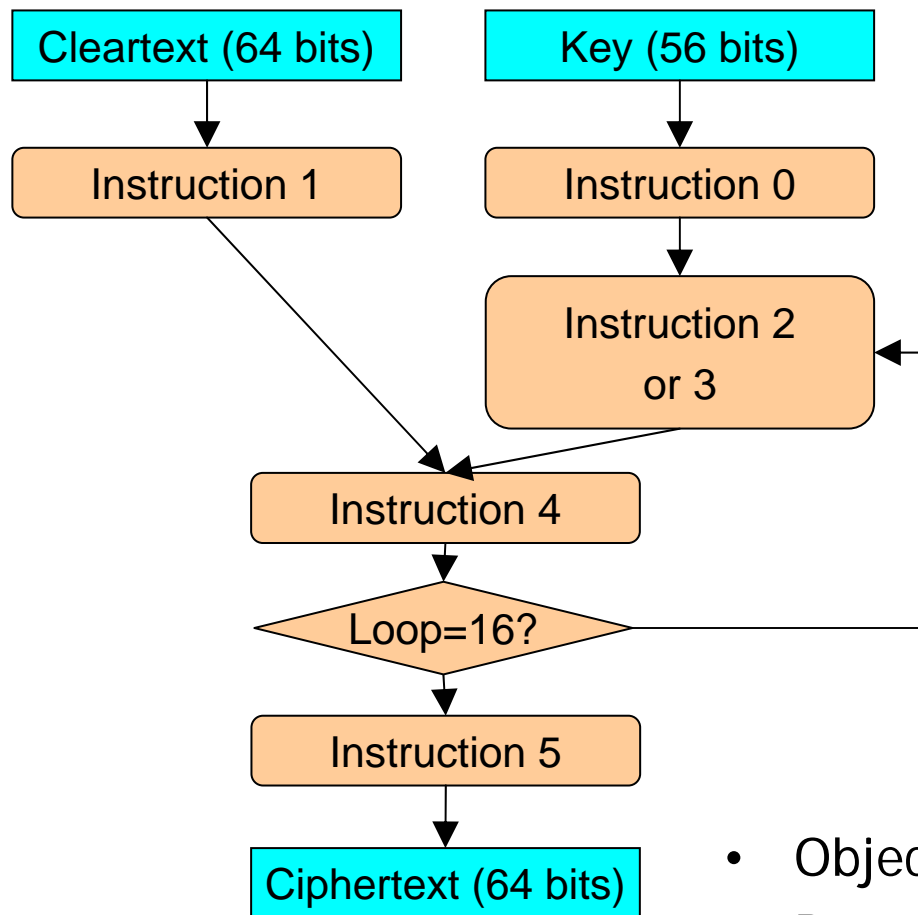 Cleartext (64 bits)
Key (56 bits)
Instruction 1
Instruction 0
Instruction 2
or 3
Instruction 4
Loop=16?
Instruction 5
Ciphertext (64 bits)
•